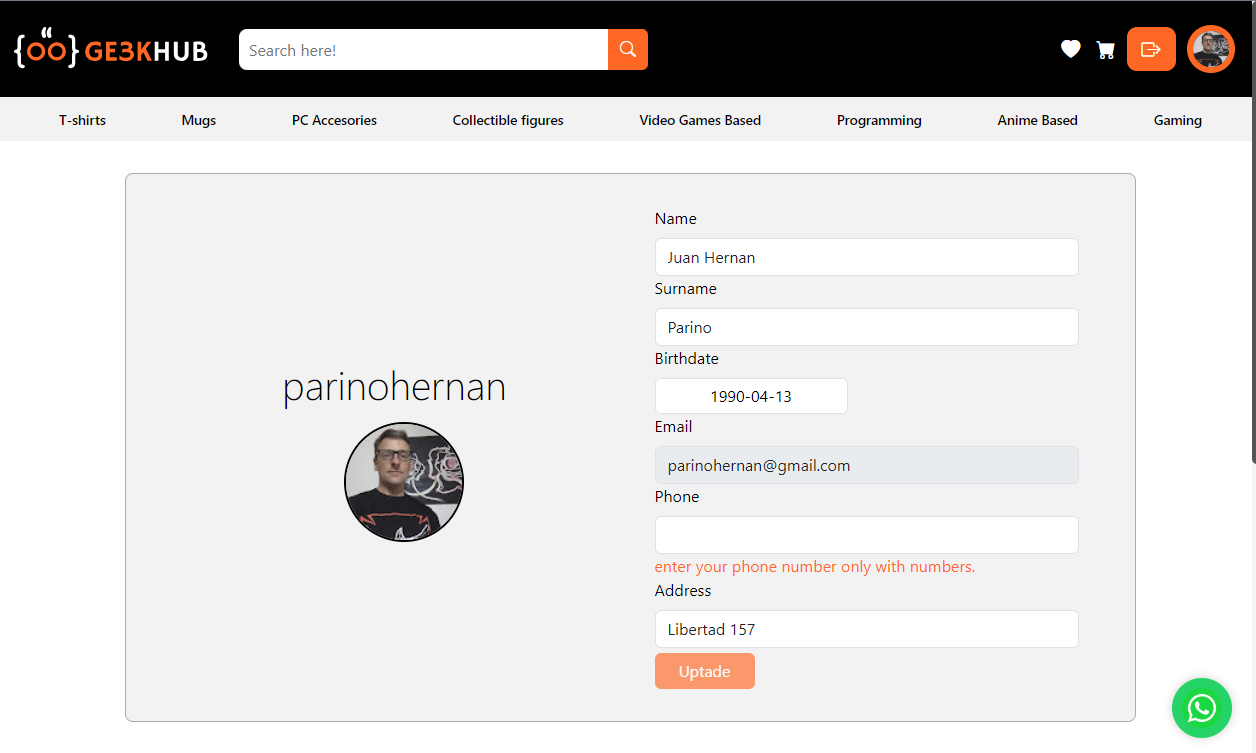 {OO} GE3KHUB
Search here!
T-shirts Mugs PC Accesories Collectible figures Video Games Based Programming Anime Based Gaming
parinohernan
Name
Juan Hernan
Surname
Parino
Birthdate
1990-04-13
Email
parinohernan@gmail.com
Phone
enter your phone number only with numbers.
Address
Libertad 157
Uptade